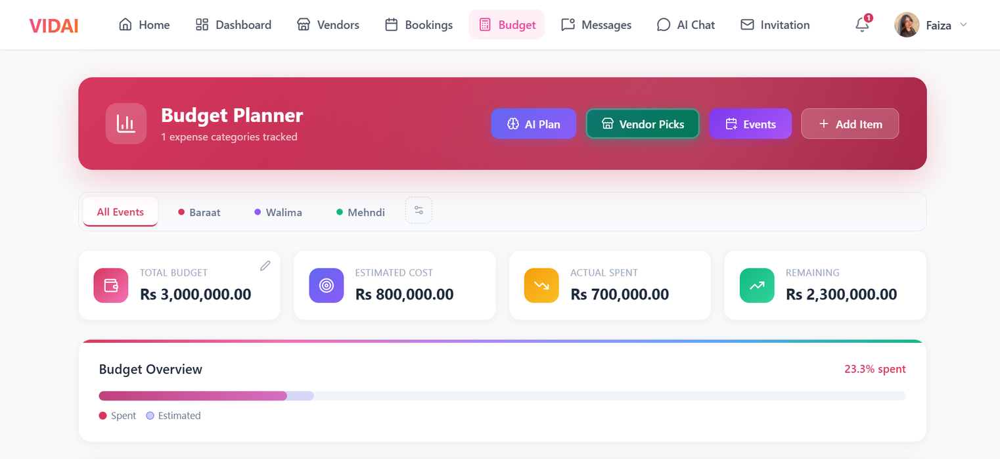 VIDAI
Home
Dashboard
Vendors
Bookings
Budget
Messages
AI Chat
Invitation
1
Faiza
Budget Planner
1 expense categories tracked
AI Plan
Vendor Picks
Events
Add Item
All Events
Baraat
Walima
Mehndi
TOTAL BUDGET
Rs 3,000,000.00
ESTIMATED COST
Rs 800,000.00
ACTUAL SPENT
Rs 700,000.00
REMAINING
Rs 2,300,000.00
Budget Overview
23.3% spent
Spent
Estimated